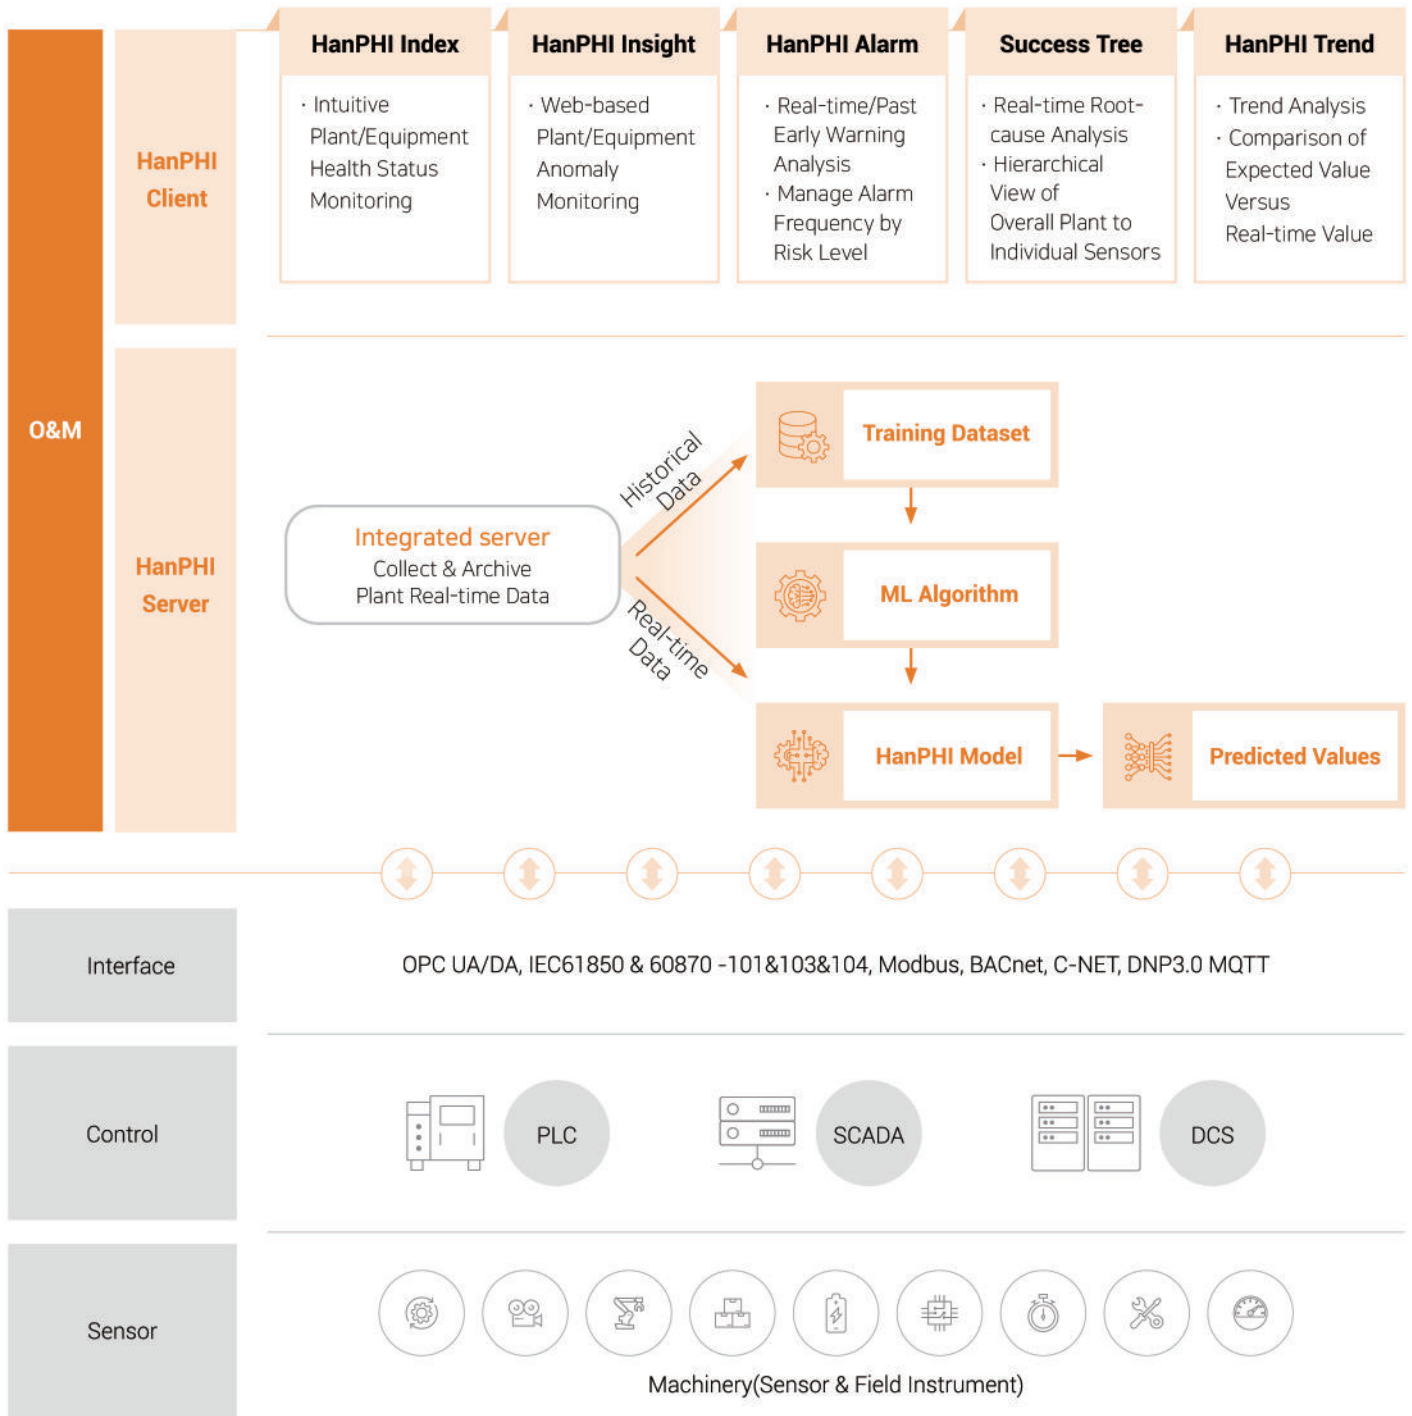 HanPHI Index
HanPHI Insight
HanPHI Alarm
Success Tree
HanPHI Trend
· Intuitive
Plant/Equipment
Health Status
Monitoring
· Web-based
Plant/Equipment
Anomaly
Monitoring
· Real-time/Past
Early Warning
Analysis
· Manage Alarm
Frequency by
Risk Level
· Real-time Root-
cause Analysis
· Hierarchical
View of
Overall Plant to
Individual Sensors
· Trend Analysis
· Comparison of
Expected Value
Versus
Real-time Value
O&M
HanPHI
Client
HanPHI
Server
Integrated server
Collect & Archive
Plant Real-time Data
Historical
Data
Real-time
Data
Training Dataset
ML Algorithm
HanPHI Model
Predicted Values
Interface
OPC UA/DA, IEC61850 & 60870 -101&103&104, Modbus, BACnet, C-NET, DNP3.0 MQTT
Control
PLC
SCADA
DCS
Sensor
Machinery(Sensor & Field Instrument)